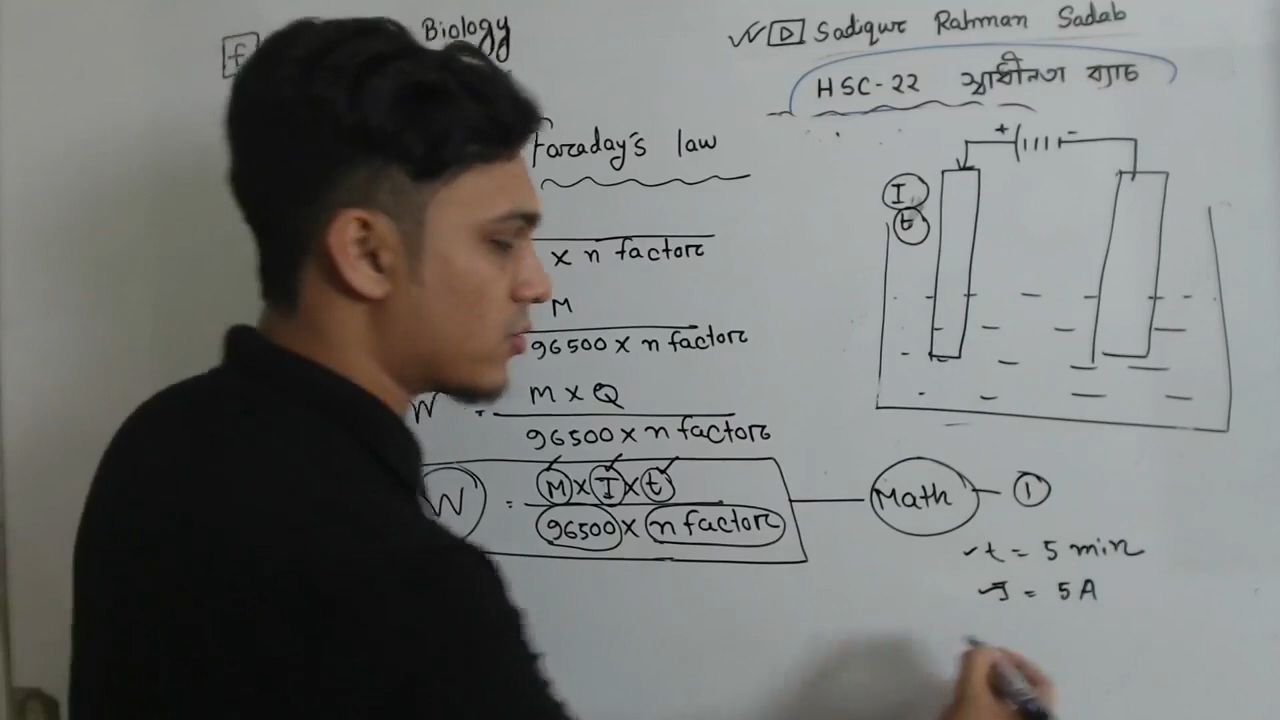 f Biology
Sadiqur Rahman Sadab
HSC-22 স্বাধীনতা ব্যাচ
Faraday's law
x n factor
M
96500 x n factor
W = M x Q
96500 x n factor
W = M x I x t
96500 x n factor
+ -
I
t
Math - 1
t = 5 min
I = 5A